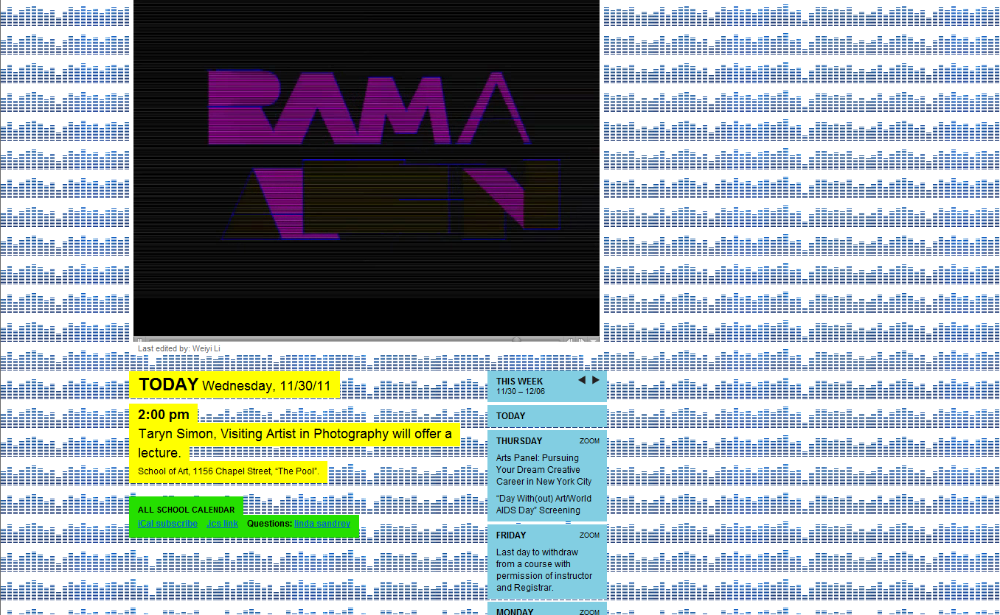 RAMA
Last edited by: Weiyi Li
TODAY Wednesday, 11/30/11
2:00 pm
Taryn Simon, Visiting Artist in Photography will offer a
lecture.
School of Art, 1156 Chapel Street, “The Pool”.
ALL SCHOOL CALENDAR
iCal subscribe .ics link Questions: linda sandrey
THIS WEEK
11/30 – 12/06
TODAY
THURSDAY ZOOM
Arts Panel: Pursuing
Your Dream Creative
Career in New York City
“Day With(out) Art/World
AIDS Day” Screening
FRIDAY ZOOM
Last day to withdraw
from a course with
permission of instructor
and Registrar.
MONDAY ZOOM